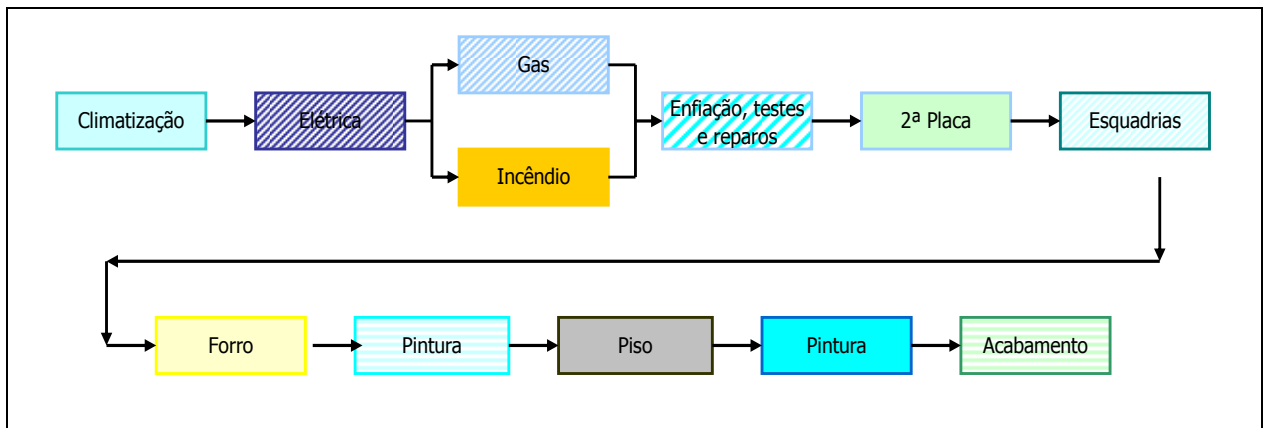 Climatização
Elétrica
Gas
Incêndio
Enfiação, testes
e reparos
2ª Placa
Esquadrias
Forro
Pintura
Piso
Pintura
Acabamento